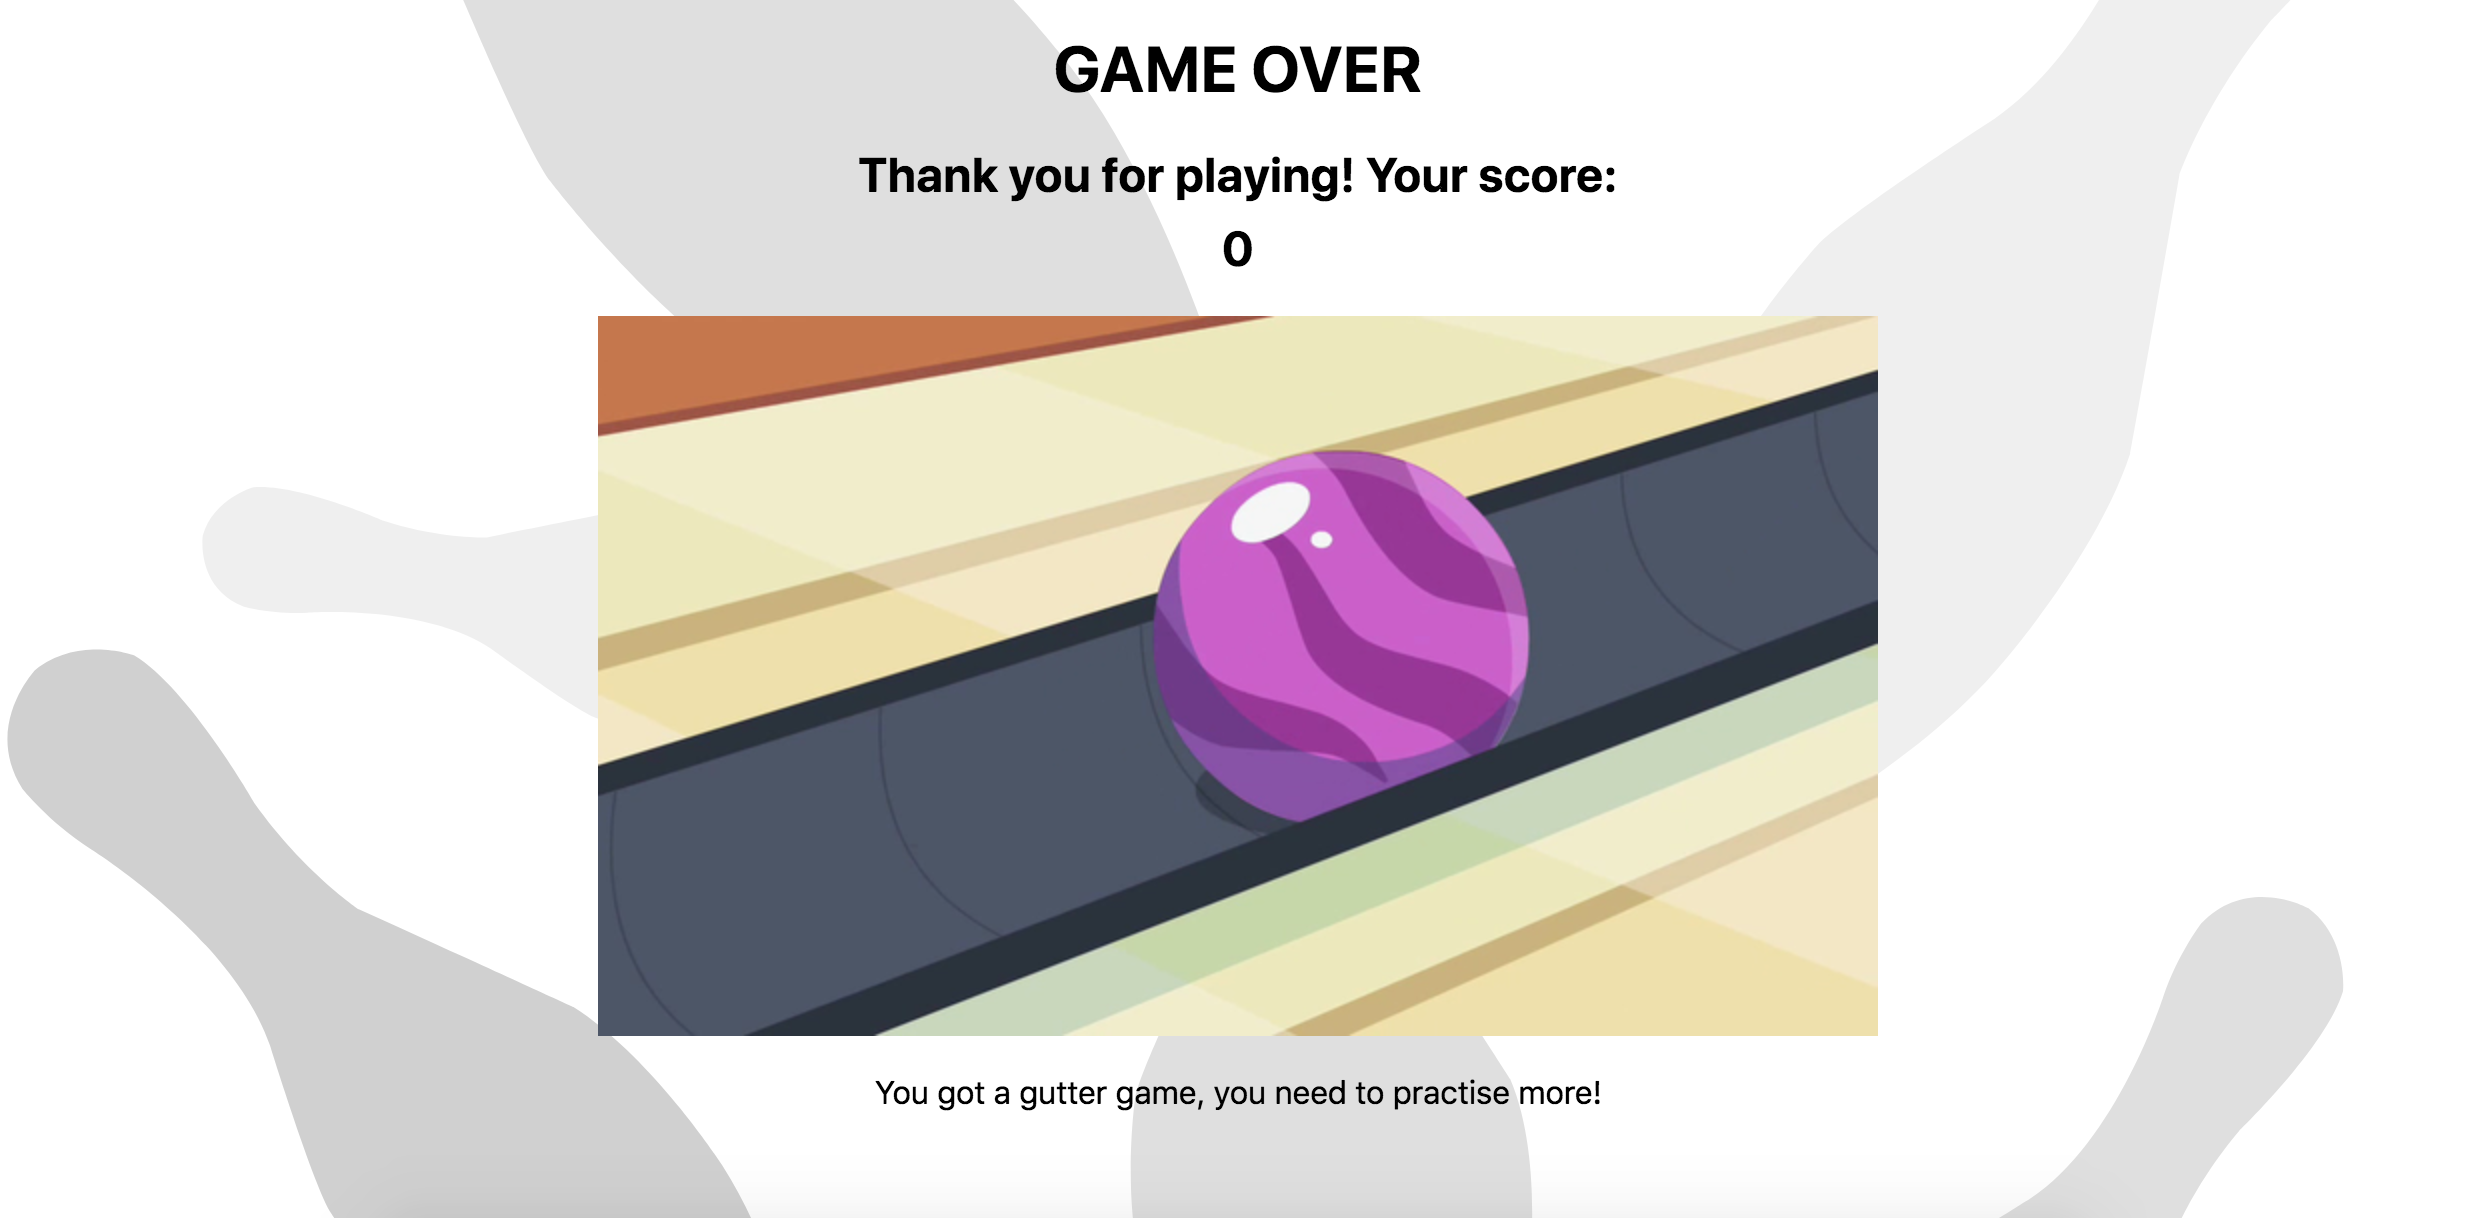 GAME OVER
Thank you for playing! Your score:
0
You got a gutter game, you need to practise more!